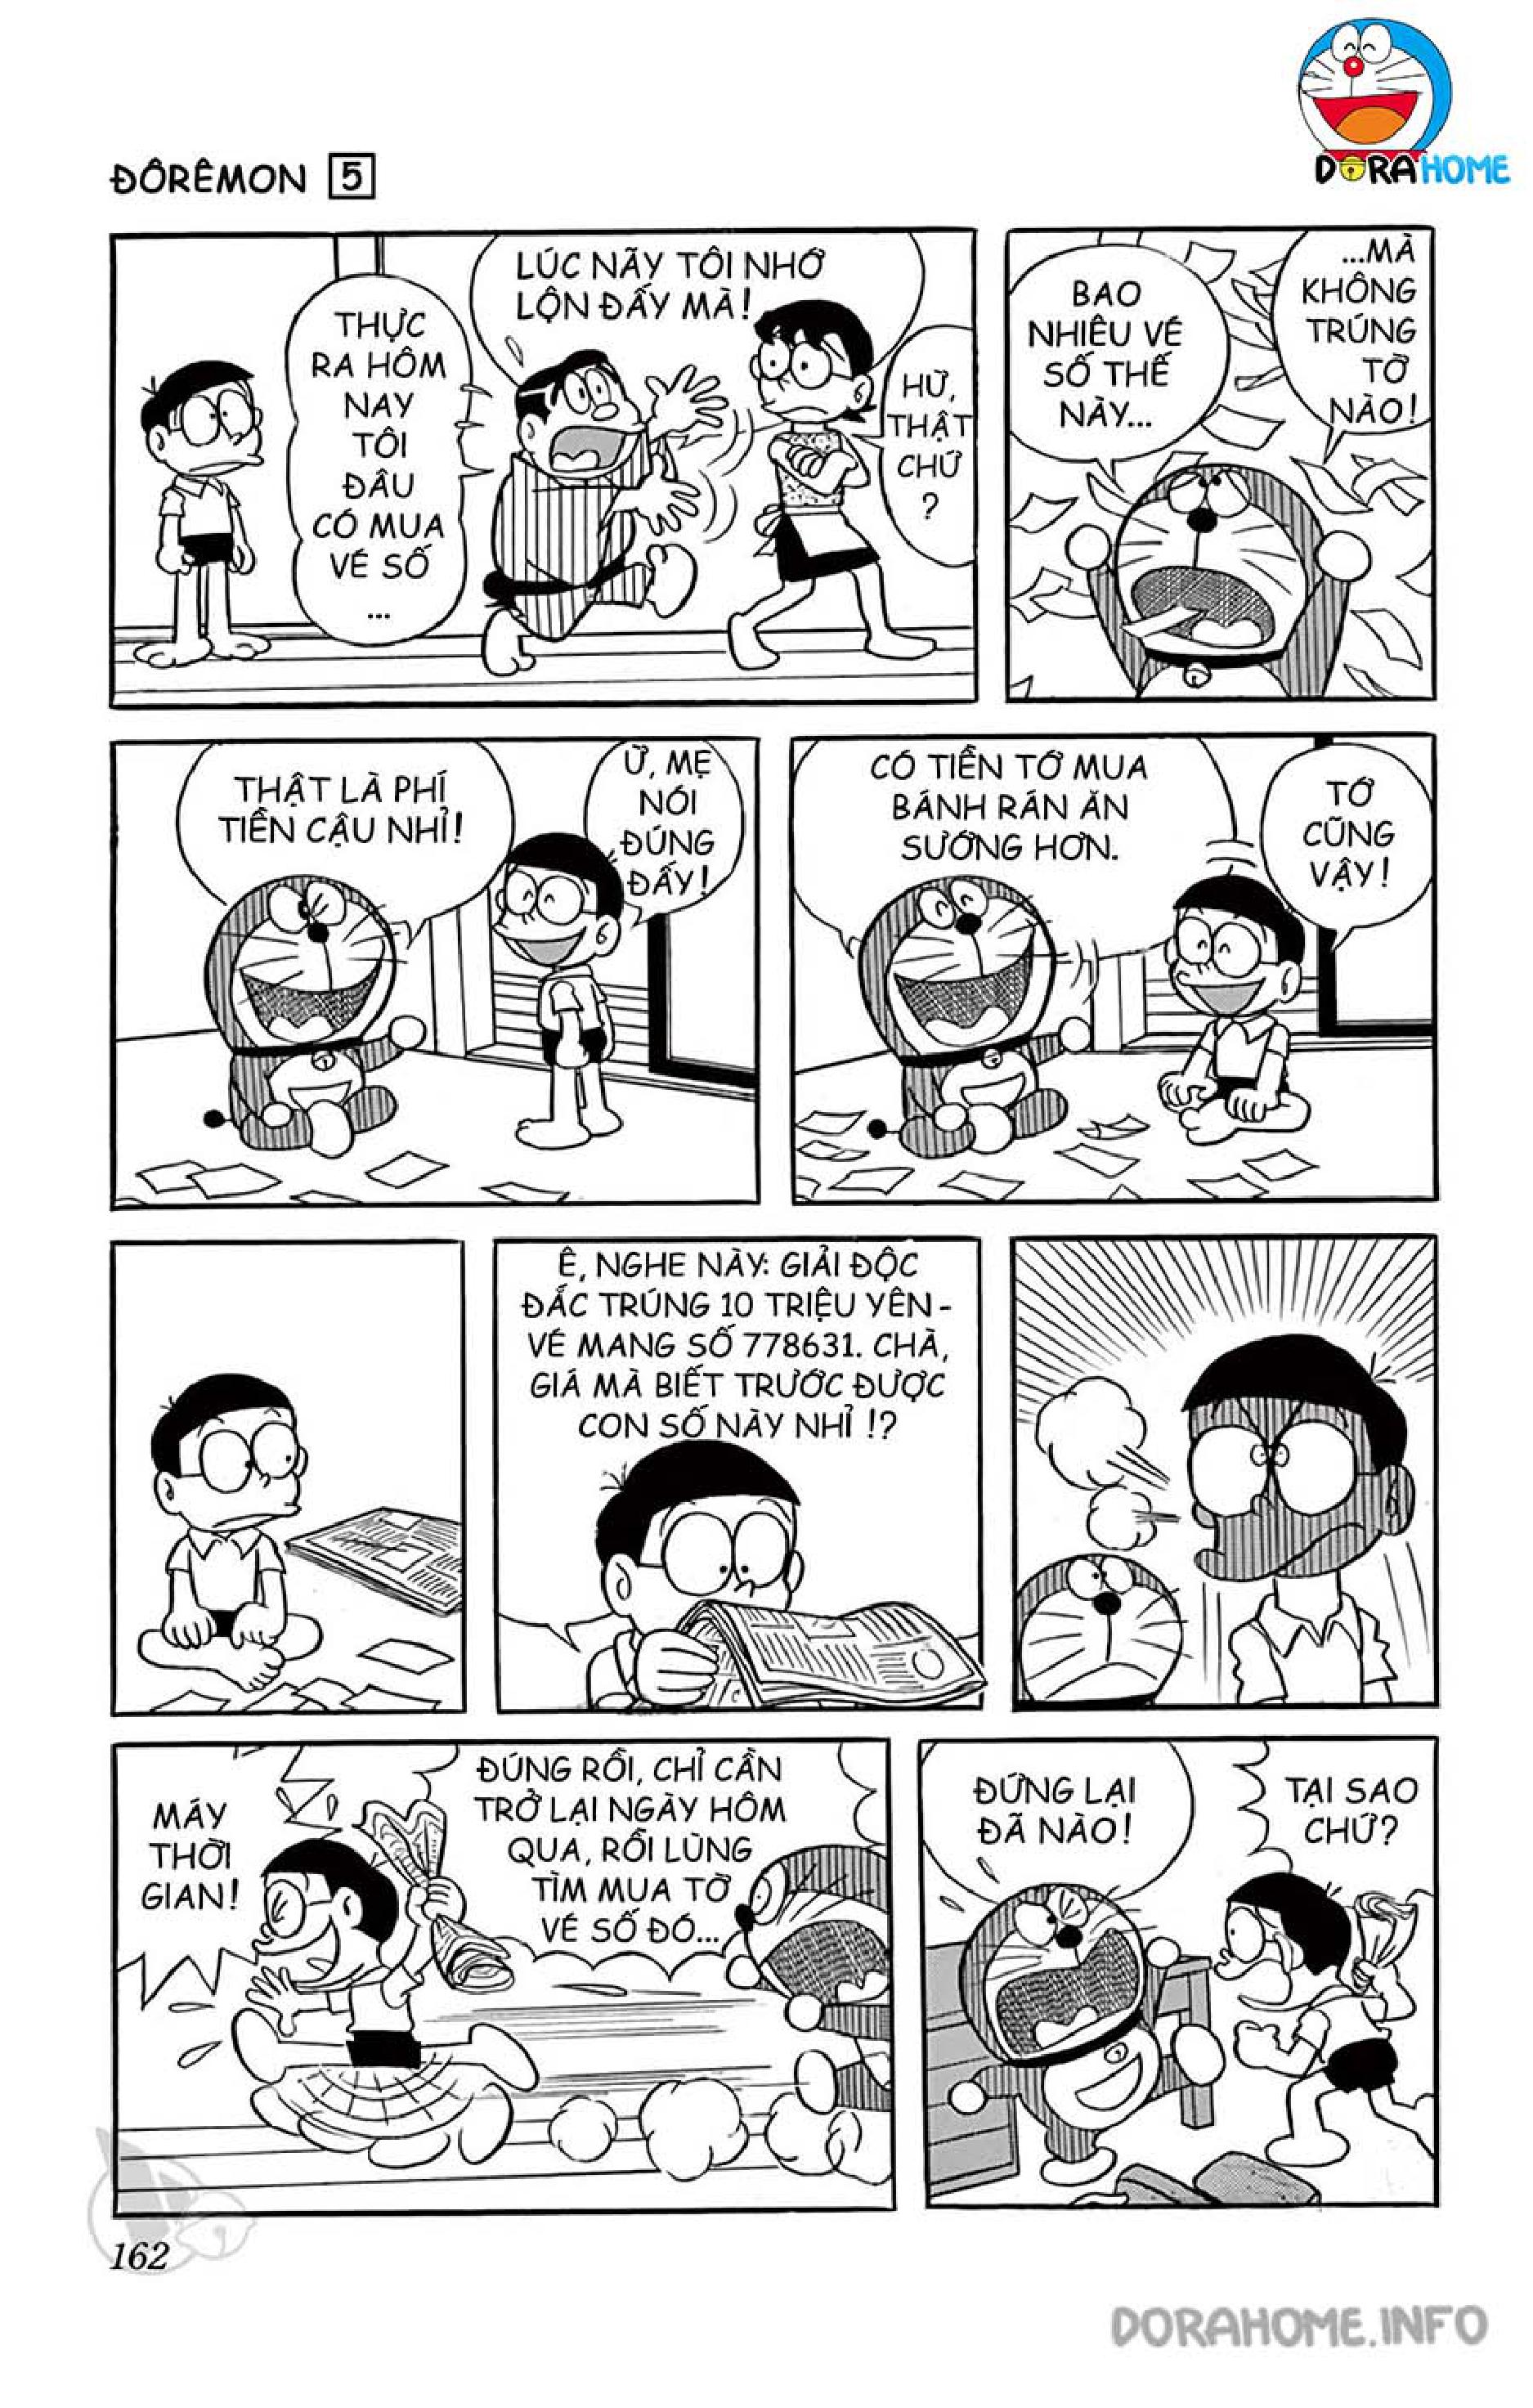 DORAHOME
ĐÔRÊMON 5
THỰC
RA HÔM
NAY
TÔI
ĐÂU
CÓ MUA
VÉ SỐ
...
LÚC NÃY TÔI NHỚ
LỘN ĐẤY MÀ!
HỪ,
THẬT
CHỨ
?
BAO
NHIÊU VÉ
SỐ THẾ
NÀY...
...MÀ
KHÔNG
TRÚNG
TỜ
NÀO!
THẬT LÀ PHÍ
TIỀN CẬU NHỈ!
Ừ, MẸ
NÓI
ĐÚNG
ĐẤY!
CÓ TIỀN TỚ MUA
BÁNH RÁN ĂN
SƯỚNG HƠN.
TỚ
CŨNG
VẬY!
Ê, NGHE NÀY: GIẢI ĐỘC
ĐẮC TRÚNG 10 TRIỆU YÊN -
VÉ MANG SỐ 778631. CHÀ,
GIÁ MÀ BIẾT TRƯỚC ĐƯỢC
CON SỐ NÀY NHỈ !?
MÁY
THỜI
GIAN!
ĐÚNG RỒI, CHỈ CẦN
TRỞ LẠI NGÀY HÔM
QUA, RỒI LÙNG
TÌM MUA TỜ
VÉ SỐ ĐÓ...
ĐỨNG LẠI
ĐÃ NÀO!
TẠI SAO
CHỨ?
162
DORAHOME.INFO